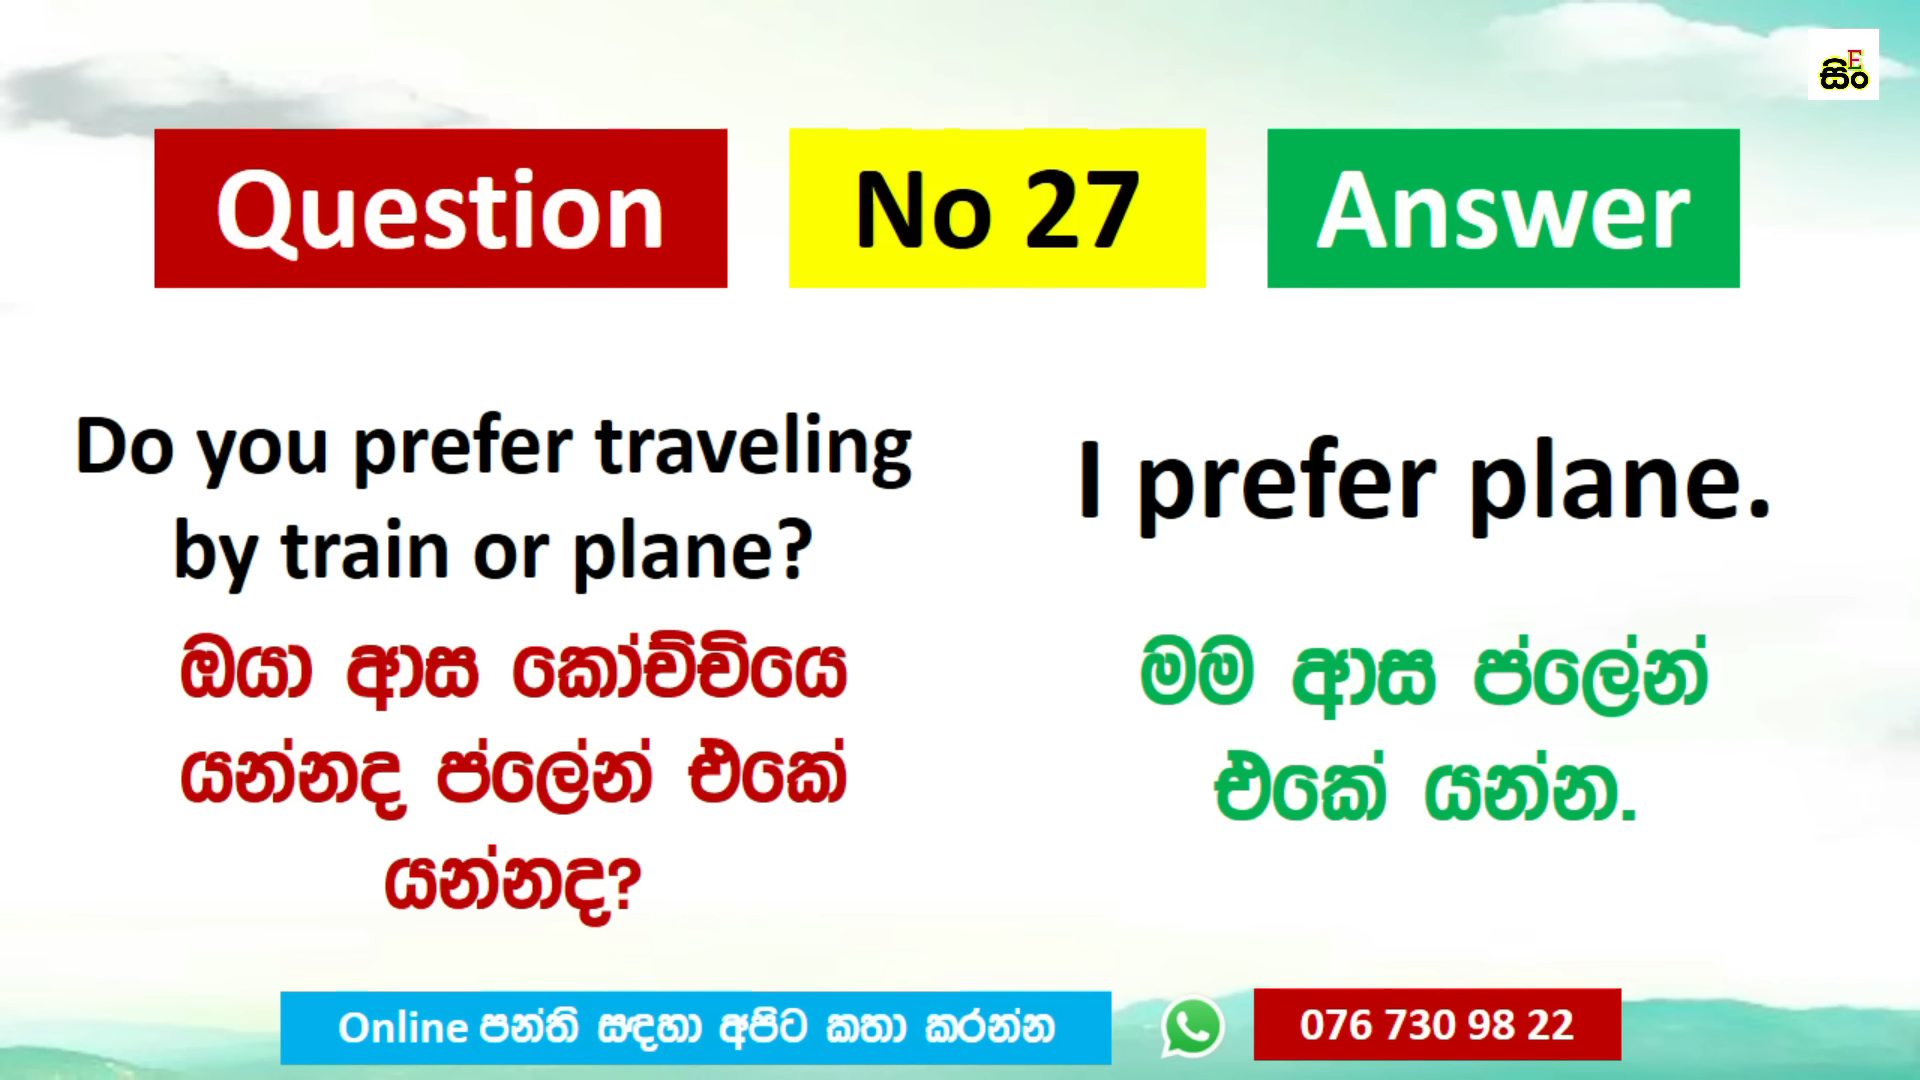 E
සිං
Question
No 27
Answer
Do you prefer traveling
by train or plane?
ඔයා ආස කෝච්චියෙ
යන්නද ප්ලේන් එකේ
යන්නද?
I prefer plane.
මම ආස ප්ලේන්
එකේ යන්න.
Online පන්ති සඳහා අපිට කතා කරන්න
076 730 98 22